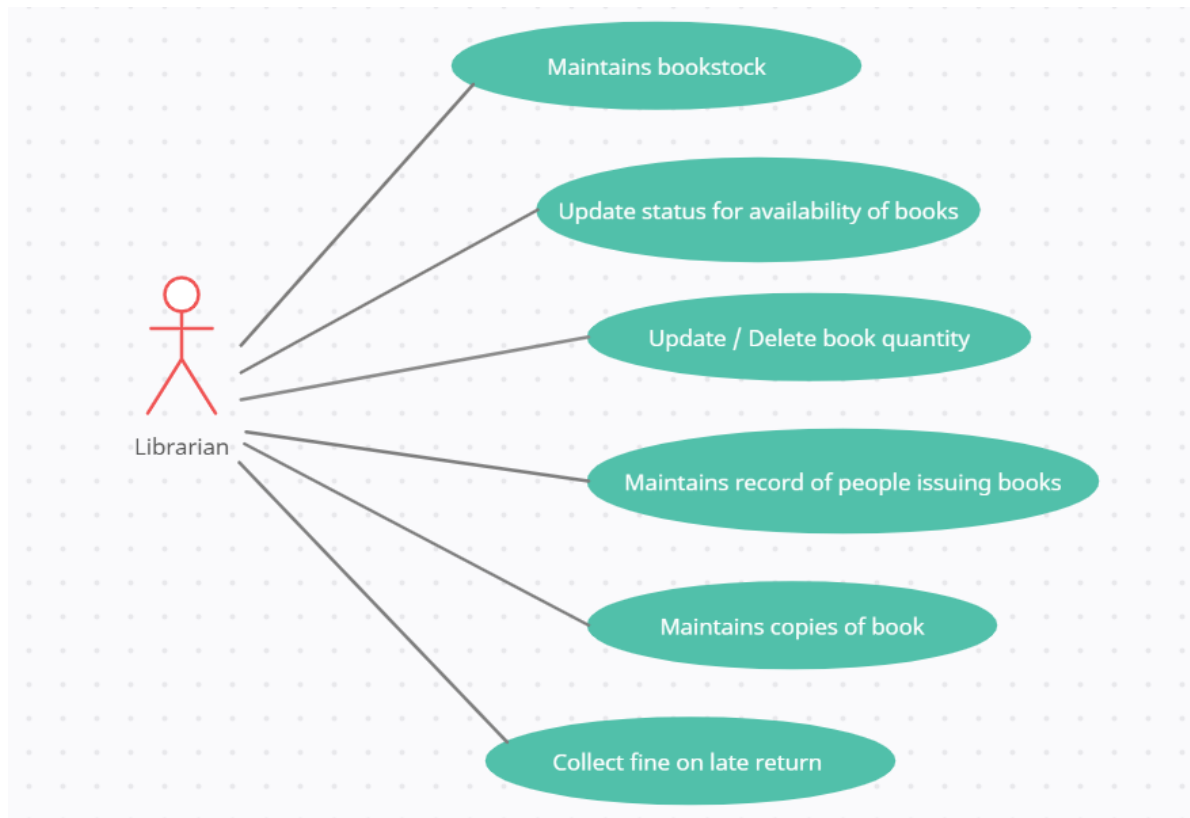 Maintains bookstock
Update status for availability of books
Update / Delete book quantity
Librarian
Maintains record of people issuing books
Maintains copies of book
Collect fine on late return